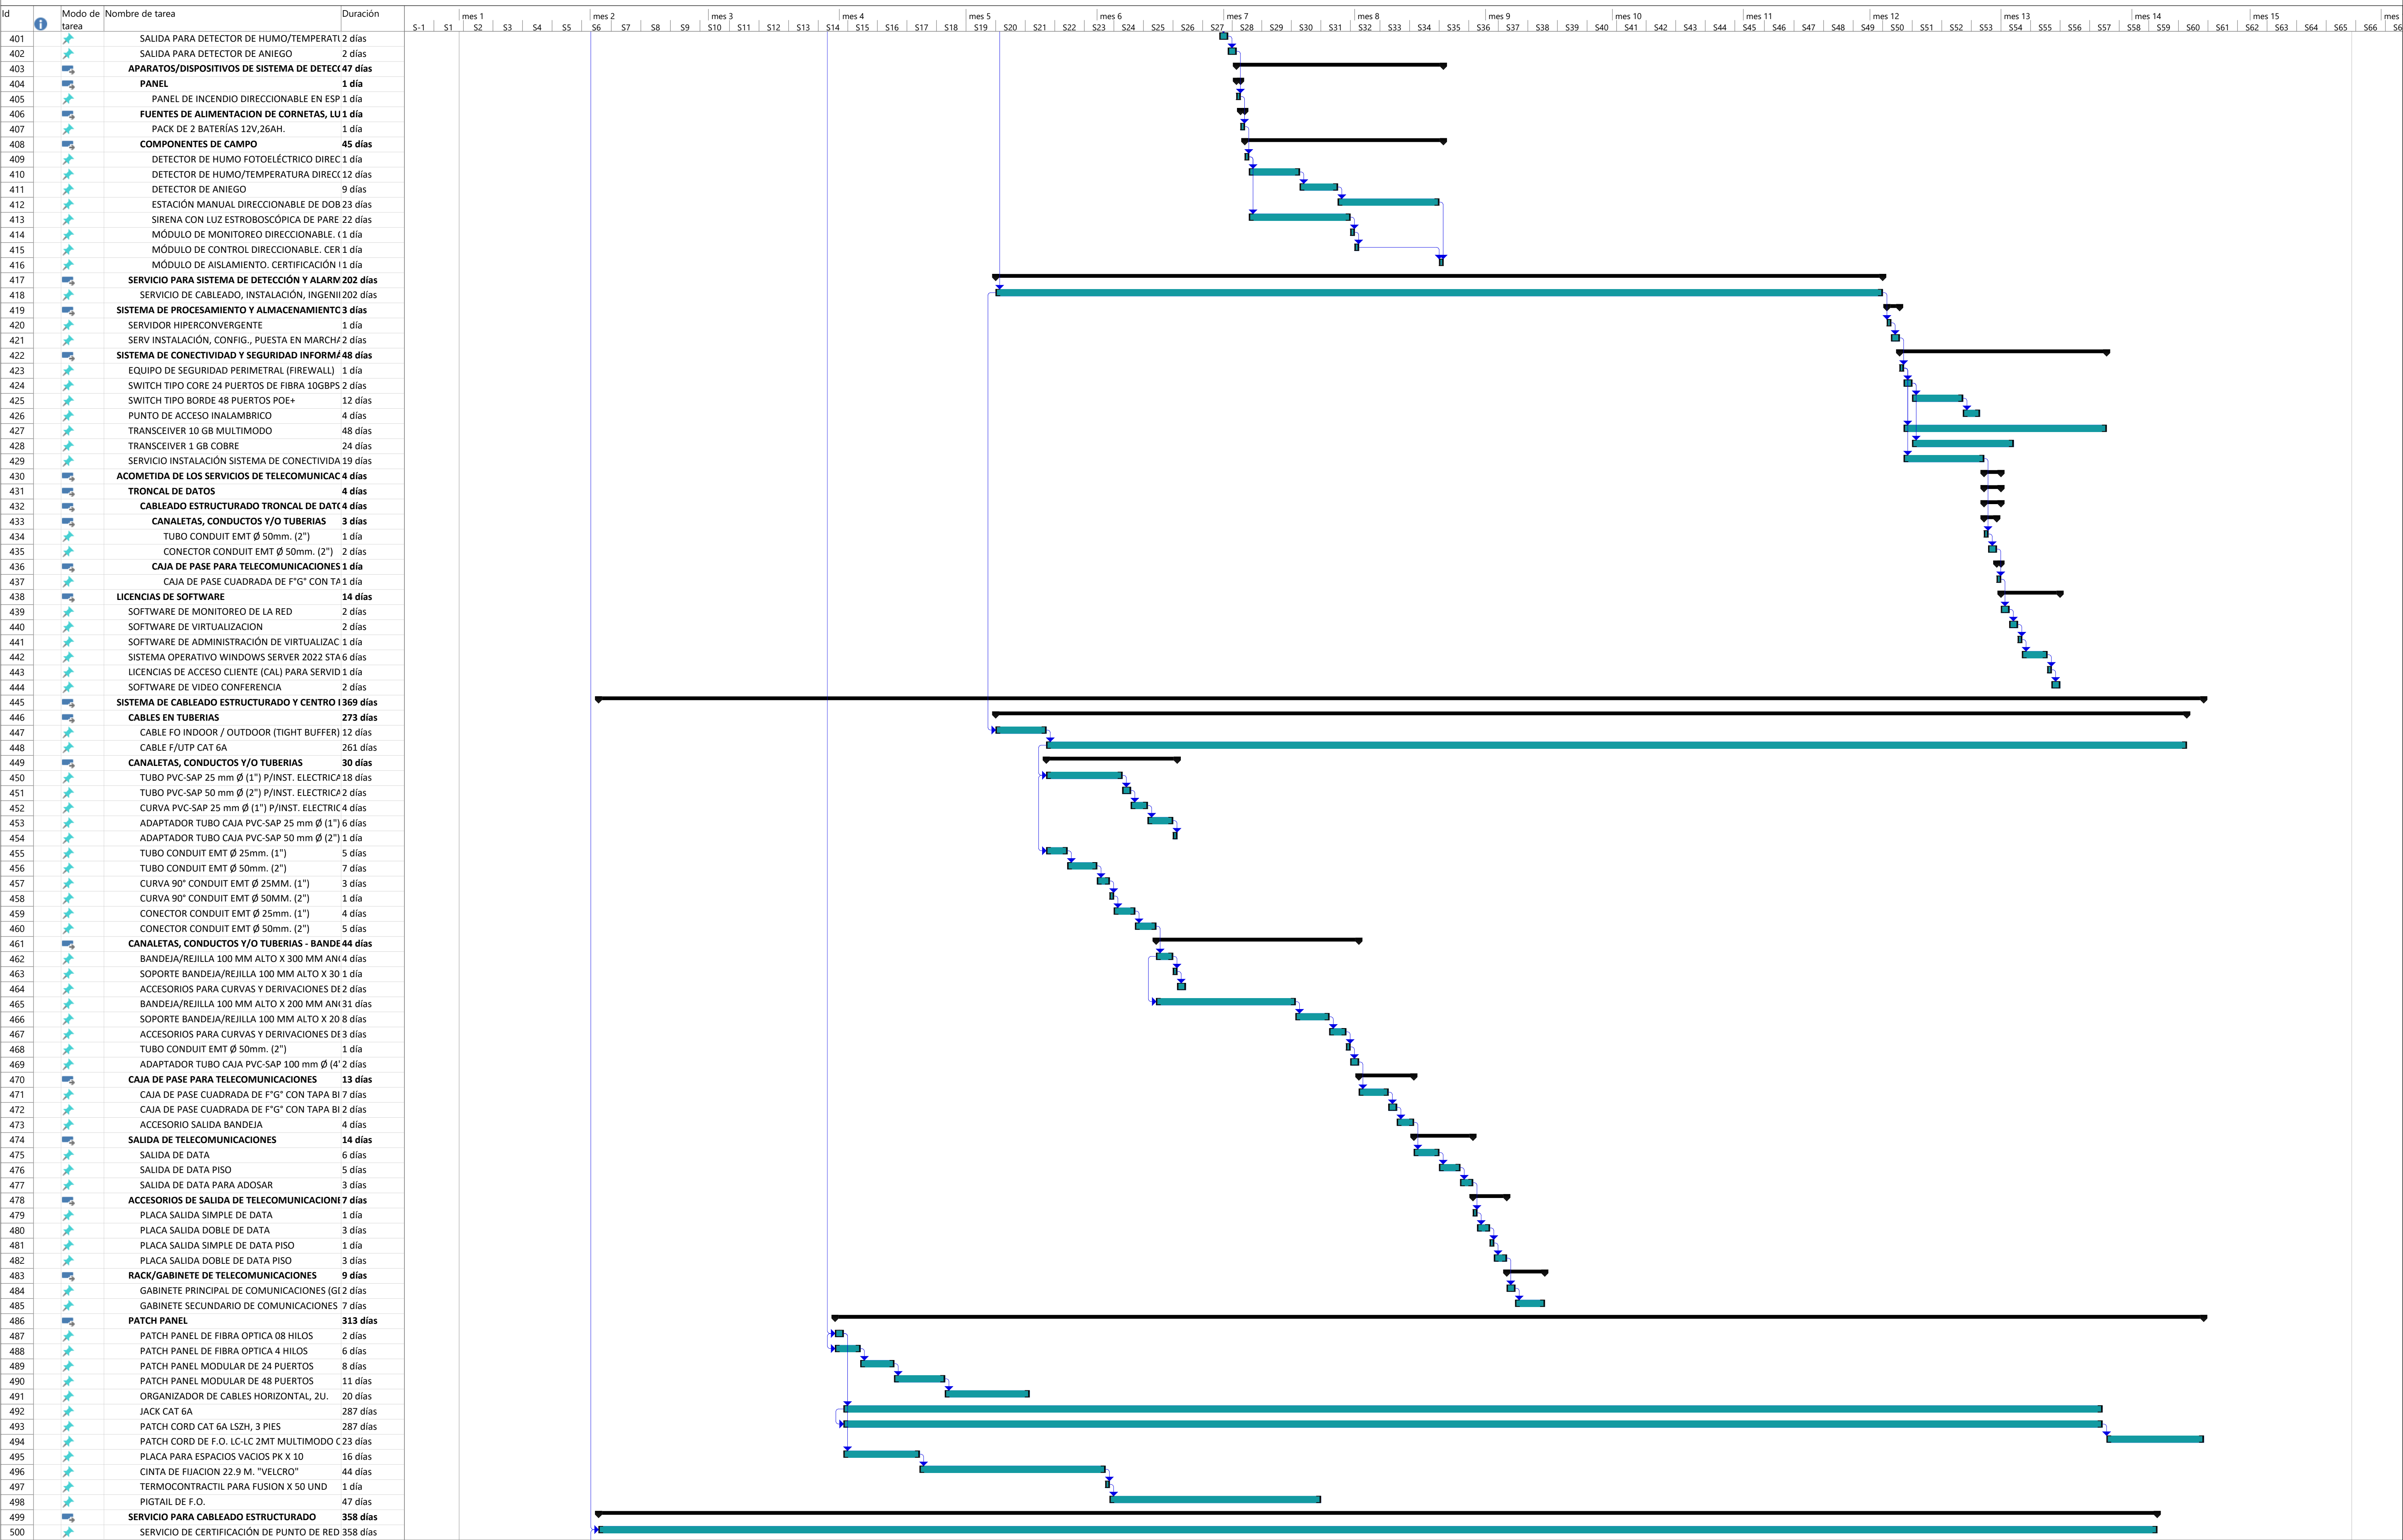 Id Modo de tarea Nombre de tarea Duración
mes 1 mes 2 mes 3 mes 4 mes 5 mes 6 mes 7 mes 8 mes 9 mes 10 mes 11 mes 12 mes 13 mes 14 mes 15 mes
S-1 S1 S2 S3 S4 S5 S6 S7 S8 S9 S10 S11 S12 S13 S14 S15 S16 S17 S18 S19 S20 S21 S22 S23 S24 S25 S26 S27 S28 S29 S30 S31 S32 S33 S34 S35 S36 S37 S38 S39 S40 S41 S42 S43 S44 S45 S46 S47 S48 S49 S50 S51 S52 S53 S54 S55 S56 S57 S58 S59 S60 S61 S62 S63 S64 S65 S66 S6
401 SALIDA PARA DETECTOR DE HUMO/TEMPERATU 2 días
402 SALIDA PARA DETECTOR DE ANIEGO 2 días
403 APARATOS/DISPOSITIVOS DE SISTEMA DE DETEC 47 días
404 PANEL 1 día
405 PANEL DE INCENDIO DIRECCIONABLE EN ESP 1 día
406 FUENTES DE ALIMENTACION DE CORNETAS, LU 1 día
407 PACK DE 2 BATERÍAS 12V,26AH. 1 día
408 COMPONENTES DE CAMPO 45 días
409 DETECTOR DE HUMO FOTOELÉCTRICO DIREC 1 día
410 DETECTOR DE HUMO/TEMPERATURA DIREC 12 días
411 DETECTOR DE ANIEGO 9 días
412 ESTACIÓN MANUAL DIRECCIONABLE DE DOB 23 días
413 SIRENA CON LUZ ESTROBOSCÓPICA DE PARE 22 días
414 MÓDULO DE MONITOREO DIRECCIONABLE. 1 día
415 MÓDULO DE CONTROL DIRECCIONABLE. CER 1 día
416 MÓDULO DE AISLAMIENTO. CERTIFICACIÓN 1 día
417 SERVICIO PARA SISTEMA DE DETECCIÓN Y ALARM 202 días
418 SERVICIO DE CABLEADO, INSTALACIÓN, INGENI 202 días
419 SISTEMA DE PROCESAMIENTO Y ALMACENAMIENTO 3 días
420 SERVIDOR HIPERCONVERGENTE 1 día
421 SERV INSTALACIÓN, CONFIG., PUESTA EN MARCHA 2 días
422 SISTEMA DE CONECTIVIDAD Y SEGURIDAD INFORMÁ 48 días
423 EQUIPO DE SEGURIDAD PERIMETRAL (FIREWALL) 1 día
424 SWITCH TIPO CORE 24 PUERTOS DE FIBRA 10GBPS 2 días
425 SWITCH TIPO BORDE 48 PUERTOS POE+ 12 días
426 PUNTO DE ACCESO INALAMBRICO 4 días
427 TRANSCEIVER 10 GB MULTIMODO 48 días
428 TRANSCEIVER 1 GB COBRE 24 días
429 SERVICIO INSTALACIÓN SISTEMA DE CONECTIVIDA 19 días
430 ACOMETIDA DE LOS SERVICIOS DE TELECOMUNICAC 4 días
431 TRONCAL DE DATOS 4 días
432 CABLEADO ESTRUCTURADO TRONCAL DE DATO 4 días
433 CANALETAS, CONDUCTOS Y/O TUBERIAS 3 días
434 TUBO CONDUIT EMT Ø 50mm. (2") 1 día
435 CONECTOR CONDUIT EMT Ø 50mm. (2") 2 días
436 CAJA DE PASE PARA TELECOMUNICACIONES 1 día
437 CAJA DE PASE CUADRADA DE F°G° CON TA 1 día
438 LICENCIAS DE SOFTWARE 14 días
439 SOFTWARE DE MONITOREO DE LA RED 2 días
440 SOFTWARE DE VIRTUALIZACION 2 días
441 SOFTWARE DE ADMINISTRACIÓN DE VIRTUALIZAC 1 día
442 SISTEMA OPERATIVO WINDOWS SERVER 2022 STA 6 días
443 LICENCIAS DE ACCESO CLIENTE (CAL) PARA SERVID 1 día
444 SOFTWARE DE VIDEO CONFERENCIA 2 días
445 SISTEMA DE CABLEADO ESTRUCTURADO Y CENTRO 369 días
446 CABLES EN TUBERIAS 273 días
447 CABLE FO INDOOR / OUTDOOR (TIGHT BUFFER) 12 días
448 CABLE F/UTP CAT 6A 261 días
449 CANALETAS, CONDUCTOS Y/O TUBERIAS 30 días
450 TUBO PVC-SAP 25 mm Ø (1") P/INST. ELECTRICA 18 días
451 TUBO PVC-SAP 50 mm Ø (2") P/INST. ELECTRICA 2 días
452 CURVA PVC-SAP 25 mm Ø (1") P/INST. ELECTRIC 4 días
453 ADAPTADOR TUBO CAJA PVC-SAP 25 mm Ø (1") 6 días
454 ADAPTADOR TUBO CAJA PVC-SAP 50 mm Ø (2") 1 día
455 TUBO CONDUIT EMT Ø 25mm. (1") 5 días
456 TUBO CONDUIT EMT Ø 50mm. (2") 7 días
457 CURVA 90° CONDUIT EMT Ø 25MM. (1") 3 días
458 CURVA 90° CONDUIT EMT Ø 50MM. (2") 1 día
459 CONECTOR CONDUIT EMT Ø 25mm. (1") 4 días
460 CONECTOR CONDUIT EMT Ø 50mm. (2") 5 días
461 CANALETAS, CONDUCTOS Y/O TUBERIAS - BANDE 44 días
462 BANDEJA/REJILLA 100 MM ALTO X 300 MM AN 4 días
463 SOPORTE BANDEJA/REJILLA 100 MM ALTO X 30 1 día
464 ACCESORIOS PARA CURVAS Y DERIVACIONES DE 2 días
465 BANDEJA/REJILLA 100 MM ALTO X 200 MM AN 31 días
466 SOPORTE BANDEJA/REJILLA 100 MM ALTO X 20 8 días
467 ACCESORIOS PARA CURVAS Y DERIVACIONES DE 3 días
468 TUBO CONDUIT EMT Ø 50mm. (2") 1 día
469 ADAPTADOR TUBO CAJA PVC-SAP 100 mm Ø (4" 2 días
470 CAJA DE PASE PARA TELECOMUNICACIONES 13 días
471 CAJA DE PASE CUADRADA DE F°G° CON TAPA BI 7 días
472 CAJA DE PASE CUADRADA DE F°G° CON TAPA BI 2 días
473 ACCESORIO SALIDA BANDEJA 4 días
474 SALIDA DE TELECOMUNICACIONES 14 días
475 SALIDA DE DATA 6 días
476 SALIDA DE DATA PISO 5 días
477 SALIDA DE DATA PARA ADOSAR 3 días
478 ACCESORIOS DE SALIDA DE TELECOMUNICACIONE 7 días
479 PLACA SALIDA SIMPLE DE DATA 1 día
480 PLACA SALIDA DOBLE DE DATA 3 días
481 PLACA SALIDA SIMPLE DE DATA PISO 1 día
482 PLACA SALIDA DOBLE DE DATA PISO 3 días
483 RACK/GABINETE DE TELECOMUNICACIONES 9 días
484 GABINETE PRINCIPAL DE COMUNICACIONES (G 2 días
485 GABINETE SECUNDARIO DE COMUNICACIONES 7 días
486 PATCH PANEL 313 días
487 PATCH PANEL DE FIBRA OPTICA 08 HILOS 2 días
488 PATCH PANEL DE FIBRA OPTICA 4 HILOS 6 días
489 PATCH PANEL MODULAR DE 24 PUERTOS 8 días
490 PATCH PANEL MODULAR DE 48 PUERTOS 11 días
491 ORGANIZADOR DE CABLES HORIZONTAL, 2U. 20 días
492 JACK CAT 6A 287 días
493 PATCH CORD CAT 6A LSZH, 3 PIES 287 días
494 PATCH CORD DE F.O. LC-LC 2MT MULTIMODO 23 días
495 PLACA PARA ESPACIOS VACIOS PK X 10 16 días
496 CINTA DE FIJACION 22.9 M. "VELCRO" 44 días
497 TERMOCONTRACTIL PARA FUSION X 50 UND 1 día
498 PIGTAIL DE F.O. 47 días
499 SERVICIO PARA CABLEADO ESTRUCTURADO 358 días
500 SERVICIO DE CERTIFICACIÓN DE PUNTO DE RED 358 días